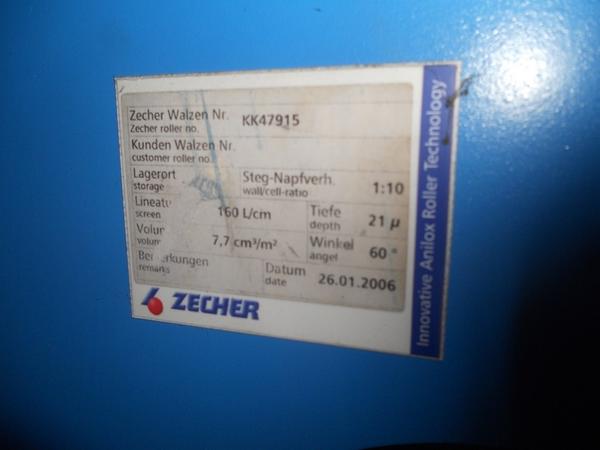 Zecher Walzen Nr. KK47915
Zecher roller no.
Kunden Walzen Nr.
customer roller no.
Lagerort Steg-Napfverh. 1:10
storage wall/cell-ratio
160 L/cm Tiefe 21 µ
screen depth
7,7 cm³/m² Winkel 60°
angel
Datum 26.01.2006
remarks date
ZECHER
Innovative Anilox Roller Technology